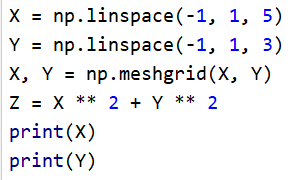 X = np.linspace(-1, 1, 5)
Y = np.linspace(-1, 1, 3)
X, Y = np.meshgrid(X, Y)
Z = X ** 2 + Y ** 2
print(X)
print(Y)